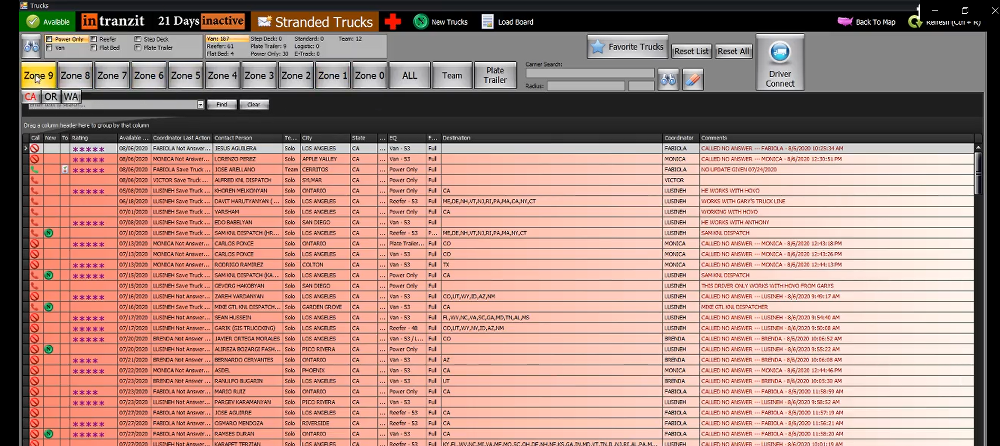 Trucks
Available intranzit 21 Days inactive Stranded Trucks N New Trucks Load Board Back To Map Refresh (Ctrl + R)
Power Only Reefer Step Deck
Van Flat Bed Plate Trailer
Van: 187 Step Deck: 0 Standard: 0 Team: 12
Reefer: 61 Plate Trailer: 9 Logistic: 0
Flat Bed: 4 Power Only: 30 E-Track: 0
Favorite Trucks Reset List Reset All Driver Connect
Zone 9 Zone 8 Zone 7 Zone 6 Zone 5 Zone 4 Zone 3 Zone 2 Zone 1 Zone 0 ALL Team Plate Trailer
Carrier Search:
Radius:
CA OR WA
Enter text to search...
Find Clear
Drag a column header here to group by that column
Call New To Rating Available ... Coordinator Last Action Contact Person Te... City State ... EQ F... Destination Coordinator Comments
***** 08/06/2020 FABIOLA Not Answer... JESUS AGUILERA Solo LOS ANGELES CA ... Van - 53 Full FABIOLA CALLED NO ANSWER --- FABIOLA - 8/6/2020 10:25:34 AM
***** 08/06/2020 MONICA Not Answer... LORENZO PEREZ Solo APPLE VALLEY CA ... Van - 53 Full MONICA CALLED NO ANSWER --- MONICA - 8/6/2020 12:30:51 PM
***** 08/06/2020 FABIOLA Save Truck ... JOSE ARELLANO Team CERRITOS CA ... Power Only Full FABIOLA NO UPDATE GIVEN 07/24/2020
08/06/2020 VICTOR Save Truck ... ALFRED KNL DISPATCH Solo SYLMAR CA ... Power Only Full VICTOR
***** 05/08/2020 LUSINEH Save Truck ... KHOREN MELKONYAN Solo ONTARIO CA ... Power Only Full CA LUSINEH HE WORKS WITH HOVO
06/18/2020 LUSINEH Save Truck ... DAVIT HARUTYANYAN ( ... Solo LOS ANGELES CA ... Reefer - 53 Full ME,DE,NH,VT,NJ,RI,PA,MA,CA,NY,CT LUSINEH WORKS WITH GARY'S TRUCK LINE
07/01/2020 LUSINEH Save Truck ... VARSHAM Solo LOS ANGELES CA ... Power Only Full CA LUSINEH WORKING WITH HOVO
***** 07/08/2020 LUSINEH Save Truck ... EDO BABELYAN Solo SAN DIEGO CA ... Van - 53 Full LUSINEH HE WORKS WITH ANTHONY
N 07/10/2020 LUSINEH Save Truck ... SAM KNL DISPATCH (HR... Solo LOS ANGELES CA ... Reefer - 53 P... ME,DE,NH,VT,NJ,RI,PA,MA,NY,CT LUSINEH SAM KNL DISPATCH
***** 07/13/2020 MONICA Not Answer... CARLOS PONCE Solo ONTARIO CA ... Plate Trailer... Full CO MONICA CALLED NO ANSWER --- MONICA - 8/6/2020 12:43:18 PM
07/13/2020 MONICA Not Answer... CARLOS PONCE Solo LOS ANGELES CA ... Van - 53 Full CO MONICA CALLED NO ANSWER --- MONICA - 8/6/2020 12:43:26 PM
***** 07/13/2020 MONICA Not Answer... RODRIGO RAMIREZ Solo COLTON CA ... Van - 53 Full TX MONICA CALLED NO ANSWER --- MONICA - 8/6/2020 12:44:13 PM
N ***** 07/15/2020 LUSINEH Save Truck ... SAM KNL DISPATCH (KA... Solo LOS ANGELES CA ... Power Only Full CA LUSINEH SAM KNL DISPATCH
07/15/2020 LUSINEH Save Truck ... GEVORG HAKOBYAN Solo SAN DIEGO CA ... Power Only Full LUSINEH THIS DRIVER ONLY WORKS WITH HOVO FROM GARYS
***** 07/16/2020 LUSINEH Not Answer... ZAREH VARDANYAN Solo LOS ANGELES CA ... Van - 53 Full CO,UT,WY,ID,AZ,NM LUSINEH CALLED NO ANSWER --- LUSINEH - 8/6/2020 9:49:17 AM
N 07/16/2020 LUSINEH Save Truck ... MIKE GTL KNL DISPATCH... Solo GARDEN GROVE CA ... Van - 53 Full CA LUSINEH MIKE GTL KNL DISPATCHER
***** 07/17/2020 LUSINEH Not Answer... SEAN HUSSEIN Solo LOS ANGELES CA ... Van - 53 Full FL,WV,NC,VA,SC,GA,MD,TN,AL,MS LUSINEH CALLED NO ANSWER --- LUSINEH - 8/6/2020 9:54:40 AM
***** 07/17/2020 LUSINEH Not Answer... GARIK (GIS TRUCCKING) Solo LOS ANGELES CA ... Reefer - 48 Full CO,UT,WY,NV,ID,AZ,NM LUSINEH CALLED NO ANSWER --- LUSINEH - 8/6/2020 9:50:08 AM
***** 07/20/2020 BRENDA Not Answer ... JAVIER ORTEGA MORALES Solo LOS ANGELES CA ... Van - 53 / L... Full CO BRENDA CALLED NO ANSWER --- BRENDA - 8/6/2020 10:06:52 AM
N 07/20/2020 LUSINEH Not Answer... ALIREZA BOZARGI FASH... Solo PICO RIVERA CA ... Power Only Full LUSINEH CALLED NO ANSWER --- LUSINEH - 8/6/2020 9:55:22 AM
**** 07/21/2020 BRENDA Not Answer ... BERNARDO CERVANTES Solo ONTARIO CA ... Van - 53 Full AZ BRENDA CALLED NO ANSWER --- BRENDA - 8/6/2020 10:06:08 AM
***** 07/22/2020 MONICA Not Answer... ASDEL Solo PHOENIX CA ... Van - 53 Full CA MONICA CALLED NO ANSWER --- MONICA - 8/6/2020 12:44:46 PM
07/23/2020 BRENDA Not Answer ... RANULFO BUGARIN Solo LOS ANGELES CA ... Van - 53 Full UT BRENDA CALLED NO ANSWER --- BRENDA - 8/6/2020 10:05:30 AM
**** 07/23/2020 FABIOLA Not Answer... MARIO RUIZ Solo ONTARIO CA ... Power Only Full CA FABIOLA CALLED NO ANSWER --- FABIOLA - 8/6/2020 11:58:59 AM
***** 07/23/2020 LUSINEH Not Answer... PARGEV KARAMANYAN Solo PICO RIVERA CA ... Van - 53 Full LUSINEH CALLED NO ANSWER --- LUSINEH - 8/6/2020 9:58:52 AM
07/27/2020 FABIOLA Not Answer... JOSE AGUIRRE Solo LOS ANGELES CA ... Reefer - 53 Full CA FABIOLA CALLED NO ANSWER --- FABIOLA - 8/6/2020 11:57:19 AM
***** 07/27/2020 FABIOLA Not Answer... OSMARO MENDOZA Solo RIVERSIDE CA ... Reefer - 53 Full CA FABIOLA CALLED NO ANSWER --- FABIOLA - 8/6/2020 11:56:21 AM
N ***** 07/27/2020 FABIOLA Not Answer... RAMSES DURAN Solo ONTARIO CA ... Van - 53 Full CA FABIOLA CALLED NO ANSWER --- FABIOLA - 8/6/2020 11:58:20 AM
07/27/2020 LUSINEH Not Answer... KARAPET TERZIAN Solo LOS ANGELES CA ... Reefer - 53 Full KY,FL,WV,NC,MI,VA,ME,MO,SC,OH,DE,NH,NE,KS,GA,IN,MD,VT,TN,IL,NJ,RI,AL,PA,M... LUSINEH CALLED NO ANSWER --- LUSINEH - 8/6/2020 10:01:19 AM